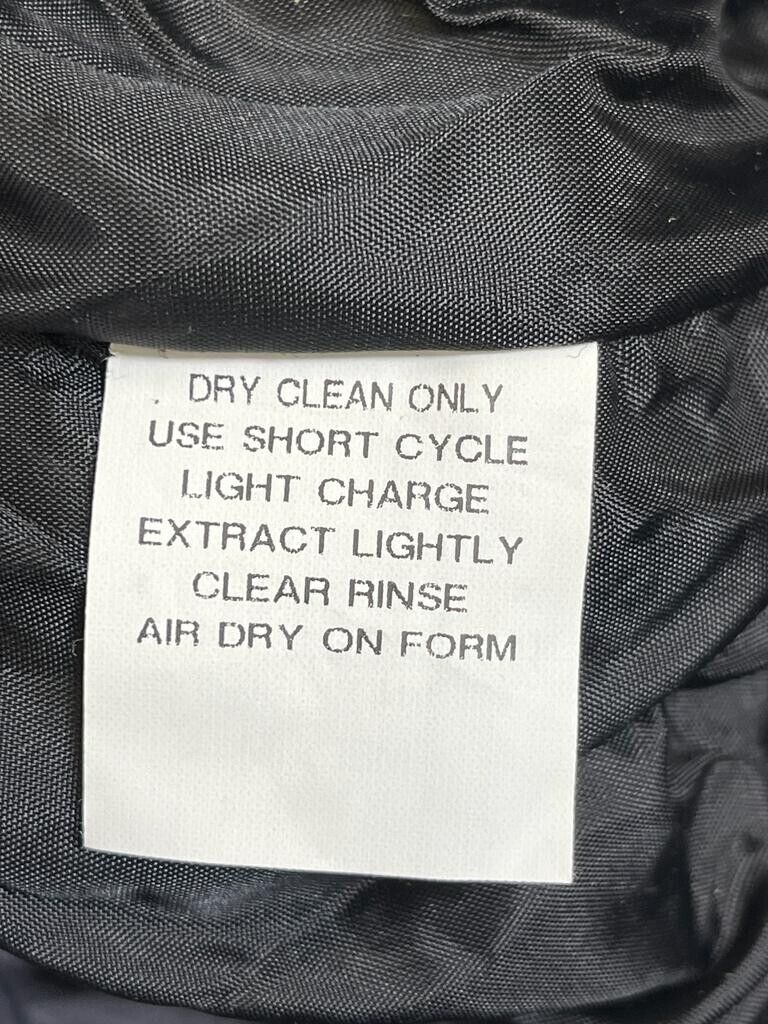 DRY CLEAN ONLY
USE SHORT CYCLE
LIGHT CHARGE
EXTRACT LIGHTLY
CLEAR RINSE
AIR DRY ON FORM